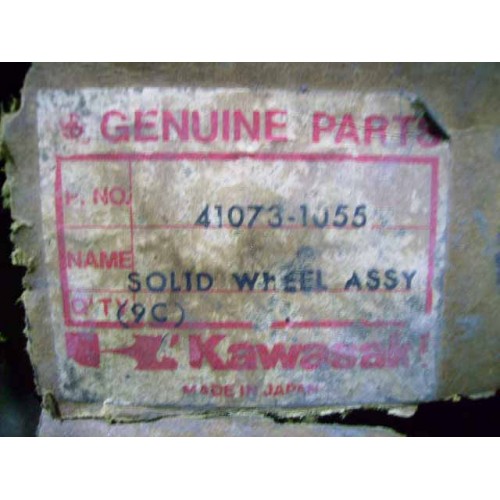 GENUINE PARTS
P. NO. 41073-1055
NAME SOLID WHEEL ASSY
Q'TY (9C)
Kawasaki
MADE IN JAPAN